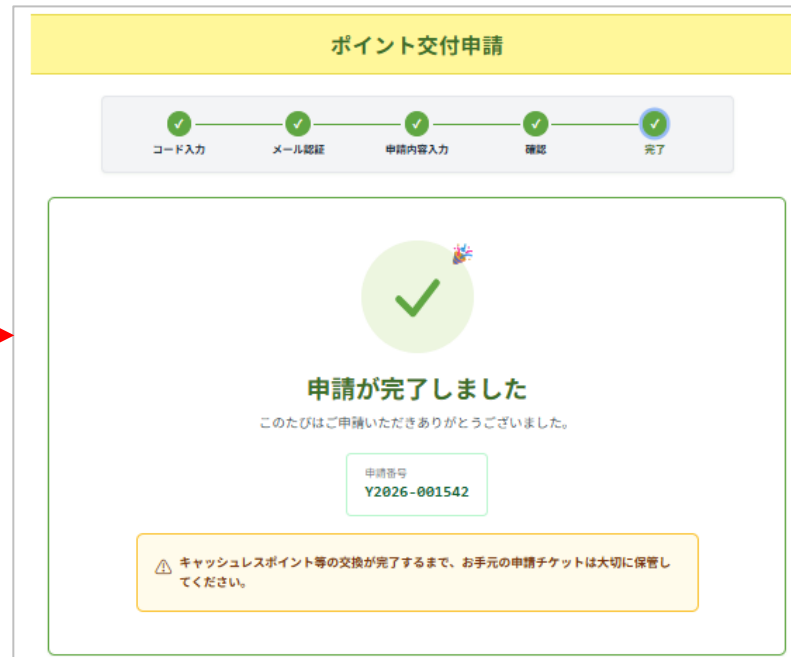 ポイント交付申請
コード入力
メール認証
申請内容入力
確認
完了
申請が完了しました
このたびはご申請いただきありがとうございました。
申請番号
Y2026-001542
キャッシュレスポイント等の交換が完了するまで、お手元の申請チケットは大切に保管し
てください。